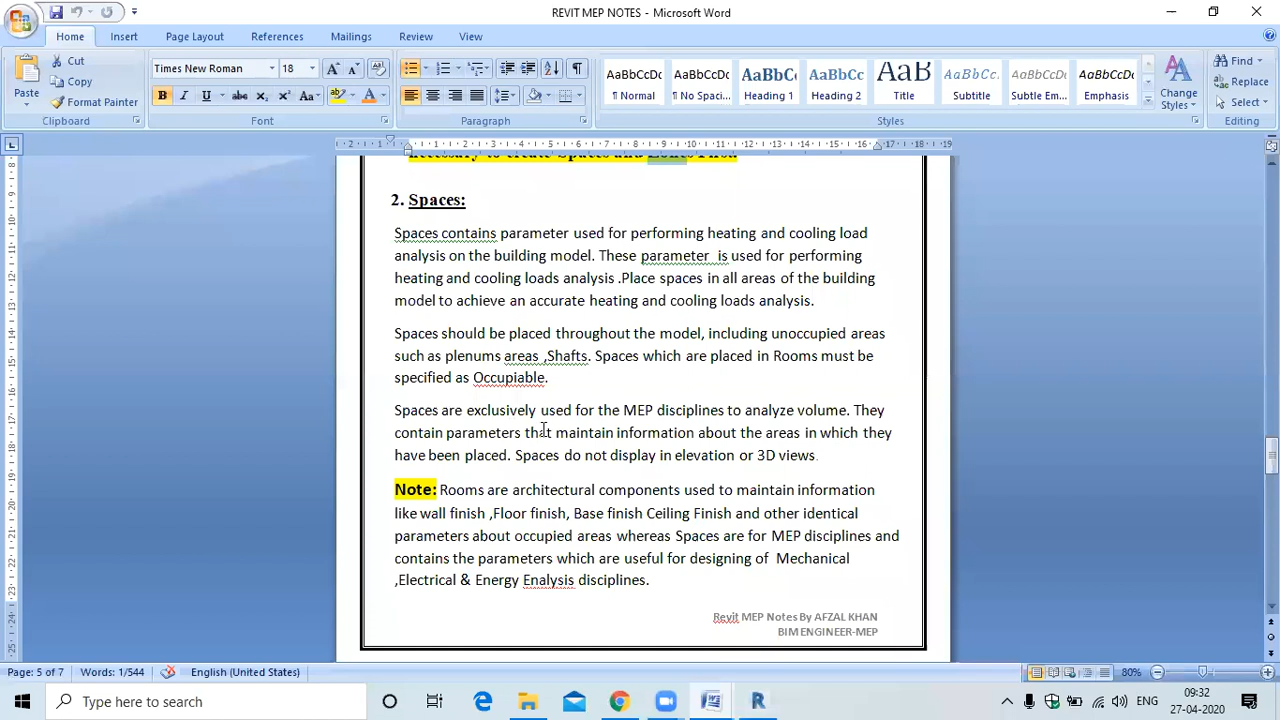 REVIT MEP NOTES - Microsoft Word
Home Insert Page Layout References Mailings Review View
Cut
Copy
Format Painter
Paste
Clipboard
Times New Roman 18
Font
Paragraph
AaBbCcDc AaBbCcDc AaBbCc AaBbCc AaB AaBbCc. AaBbCcDc AaBbCcDc
¶ Normal ¶ No Spaci... Heading 1 Heading 2 Title Subtitle Subtle Em... Emphasis
Change Styles
Styles
Find
Replace
Select
Editing
necessary to create Spaces and Zones First
2. Spaces:
Spaces contains parameter used for performing heating and cooling load
analysis on the building model. These parameter is used for performing
heating and cooling loads analysis .Place spaces in all areas of the building
model to achieve an accurate heating and cooling loads analysis.
Spaces should be placed throughout the model, including unoccupied areas
such as plenums areas ,Shafts. Spaces which are placed in Rooms must be
specified as Occupiable.
Spaces are exclusively used for the MEP disciplines to analyze volume. They
contain parameters that maintain information about the areas in which they
have been placed. Spaces do not display in elevation or 3D views.
Note: Rooms are architectural components used to maintain information
like wall finish ,Floor finish, Base finish Ceiling Finish and other identical
parameters about occupied areas whereas Spaces are for MEP disciplines and
contains the parameters which are useful for designing of Mechanical
,Electrical & Energy Enalysis disciplines.
Revit MEP Notes By AFZAL KHAN
BIM ENGINEER-MEP
Page: 5 of 7 Words: 1/544 English (United States) 80%
Type here to search
ENG
09:32
27-04-2020